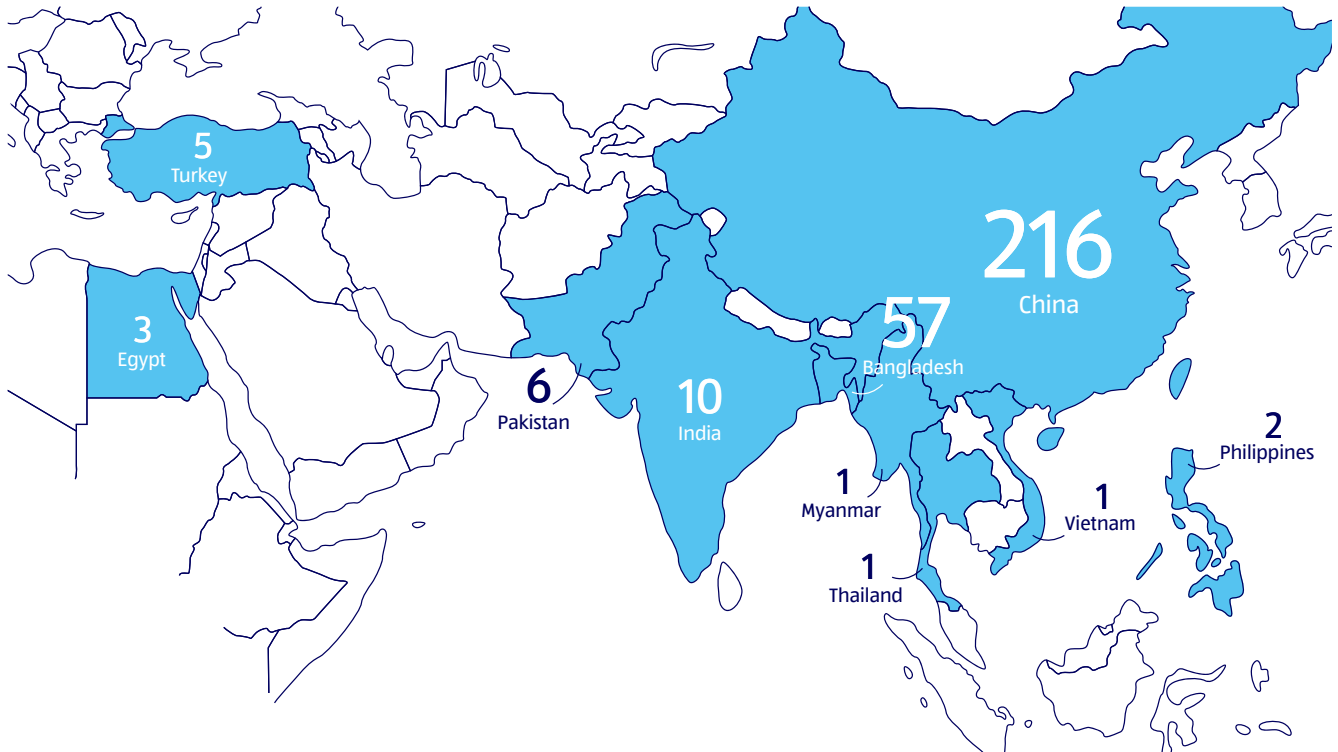 5
Turkey
216
China
57
Bangladesh
3
Egypt
6
Pakistan
10
India
2
Philippines
1
Myanmar
1
Vietnam
1
Thailand